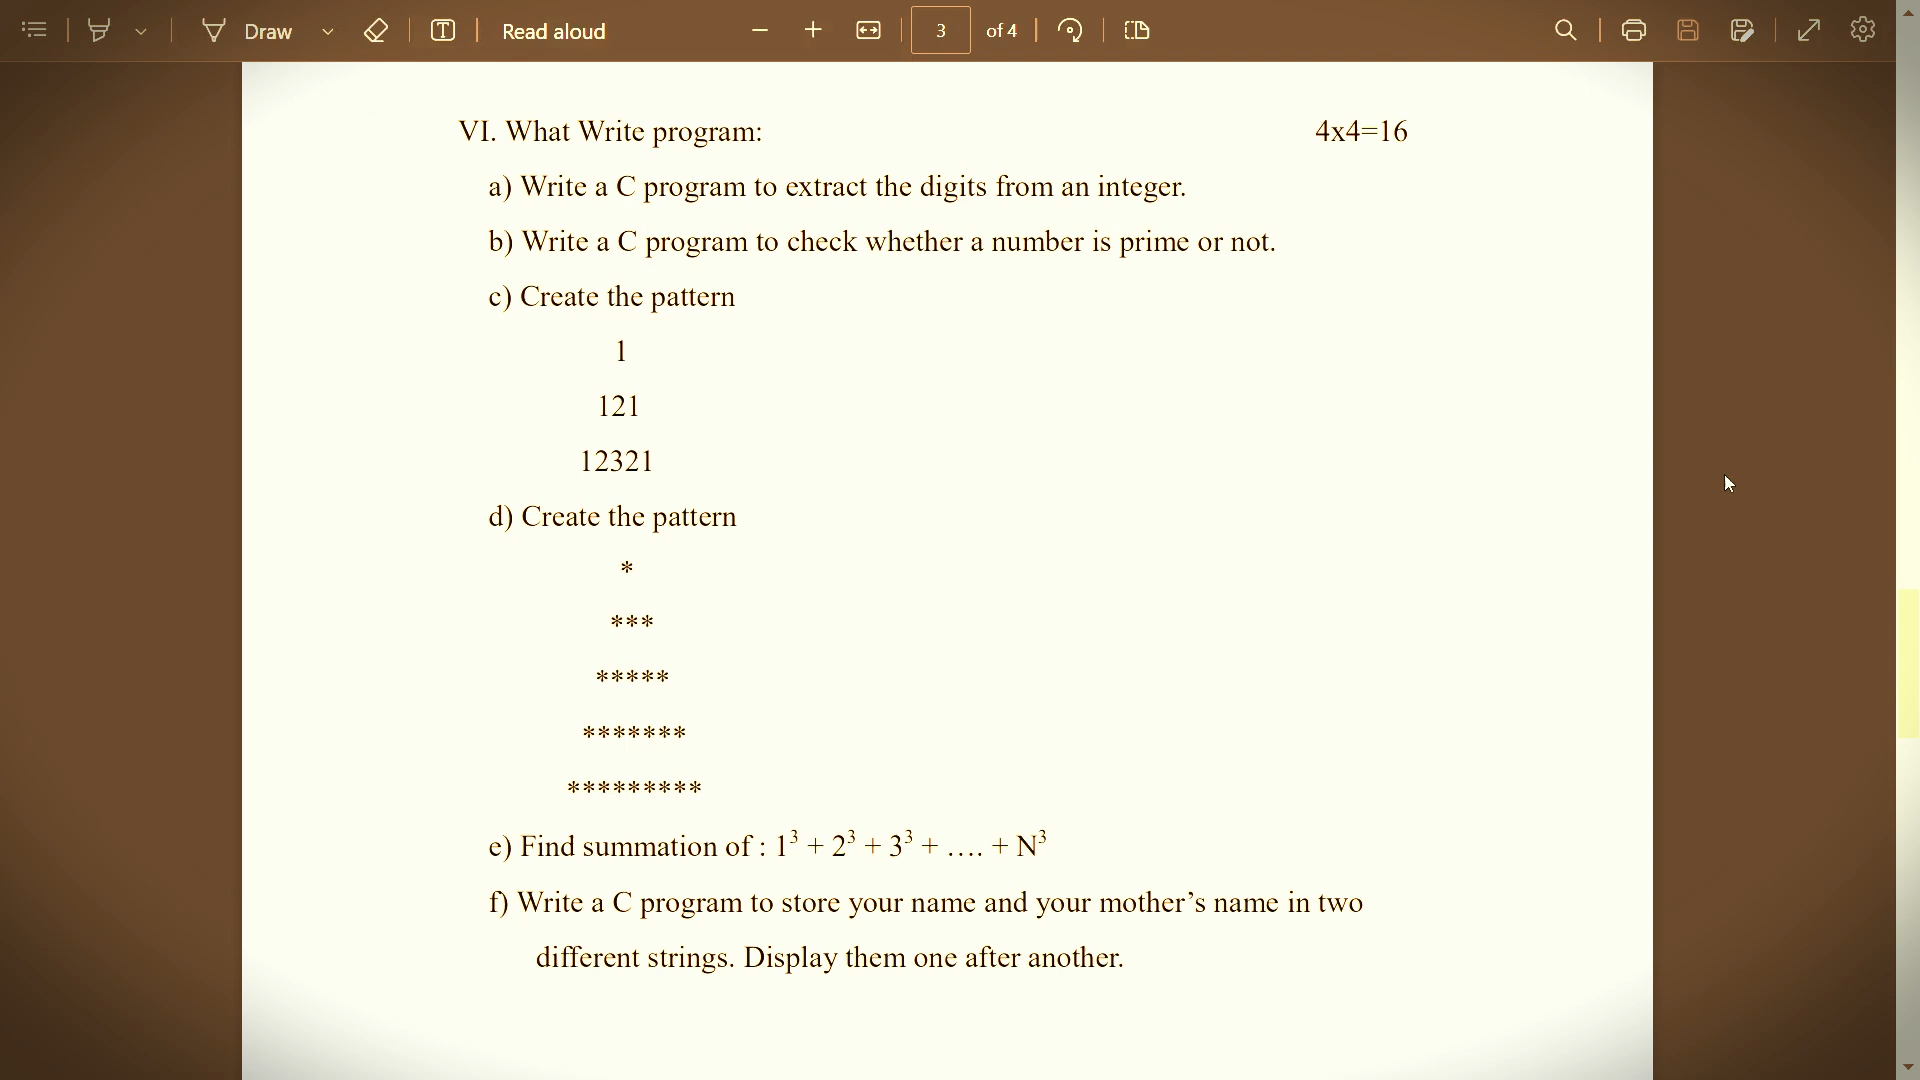 Draw
Read aloud
3 of 4
VI. What Write program: 4x4=16
a) Write a C program to extract the digits from an integer.
b) Write a C program to check whether a number is prime or not.
c) Create the pattern
1
121
12321
d) Create the pattern
*
***
*****
*******
*********
e) Find summation of : 1³ + 2³ + 3³ + …. + N³
f) Write a C program to store your name and your mother’s name in two
different strings. Display them one after another.